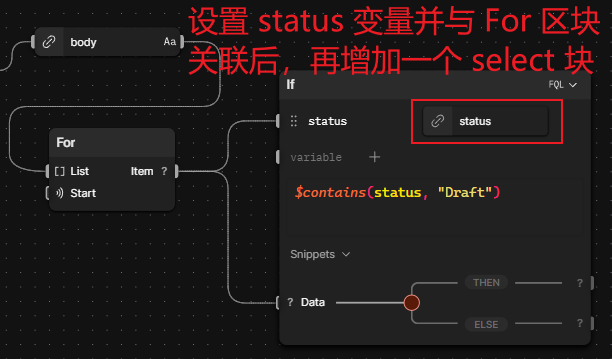 设置 status 变量并与 For 区块
关联后，再增加一个 select 块
body Aa
If FQL
status status
variable +
For
List Item ?
Start
$contains(status, "Draft")
Snippets
THEN ?
? Data
ELSE ?